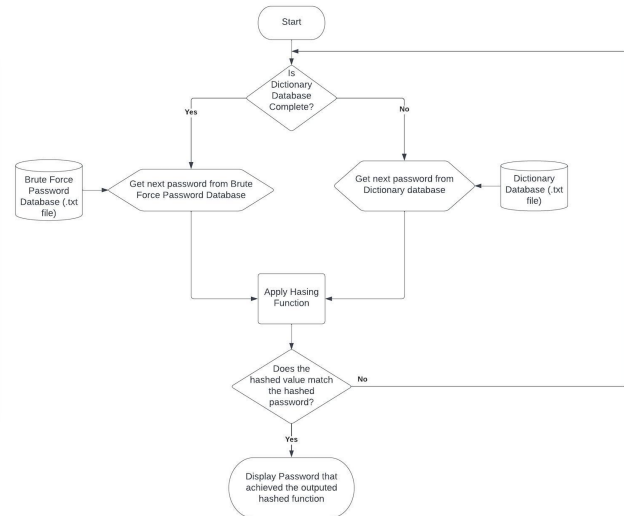 Start
Is
Dictionary
Database
Complete?
Yes
No
Brute Force
Password
Database (.txt
file)
Get next password from Brute
Force Password Database
Get next password from
Dictionary database
Dictionary
Database (.txt
file)
Apply Hasing
Function
Does the
hashed value match
the hashed
password?
No
Yes
Display Password that
achieved the outputed
hashed function